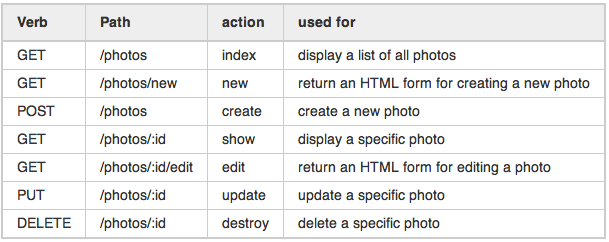 Verb Path action used for
GET /photos index display a list of all photos
GET /photos/new new return an HTML form for creating a new photo
POST /photos create create a new photo
GET /photos/:id show display a specific photo
GET /photos/:id/edit edit return an HTML form for editing a photo
PUT /photos/:id update update a specific photo
DELETE /photos/:id destroy delete a specific photo